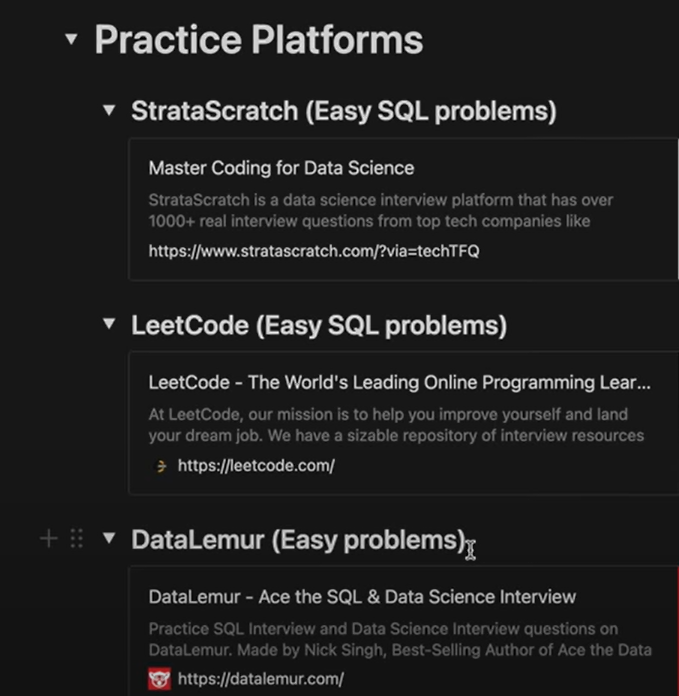 Practice Platforms
StrataScratch (Easy SQL problems)
Master Coding for Data Science
StrataScratch is a data science interview platform that has over
1000+ real interview questions from top tech companies like
https://www.stratascratch.com/?via=techTFQ
LeetCode (Easy SQL problems)
LeetCode - The World's Leading Online Programming Lear...
At LeetCode, our mission is to help you improve yourself and land
your dream job. We have a sizable repository of interview resources
https://leetcode.com/
DataLemur (Easy problems)
DataLemur - Ace the SQL & Data Science Interview
Practice SQL Interview and Data Science Interview questions on
DataLemur. Made by Nick Singh, Best-Selling Author of Ace the Data
https://datalemur.com/